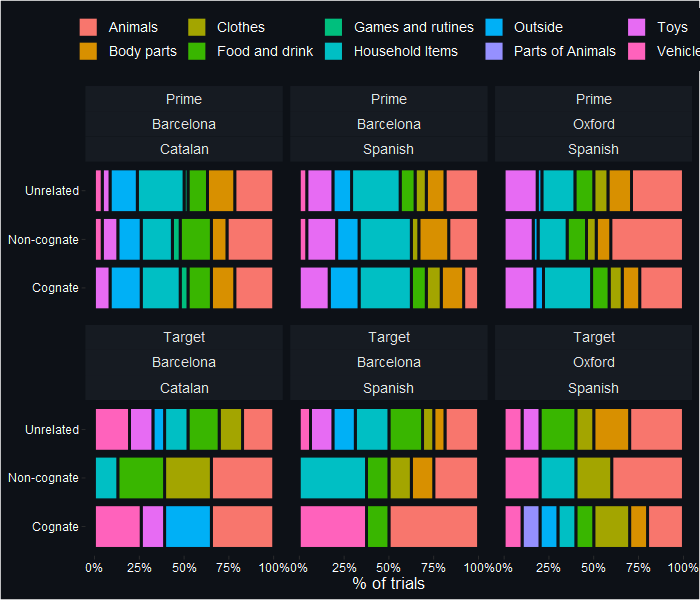 Animals Clothes Games and rutines Outside Toys
Body parts Food and drink Household Items Parts of Animals Vehicle
Prime Prime Prime
Barcelona Barcelona Oxford
Catalan Spanish Spanish
Unrelated
Non-cognate
Cognate
Target Target Target
Barcelona Barcelona Oxford
Catalan Spanish Spanish
Unrelated
Non-cognate
Cognate
0% 25% 50% 75% 100%0% 25% 50% 75% 100%0% 25% 50% 75% 100%
% of trials